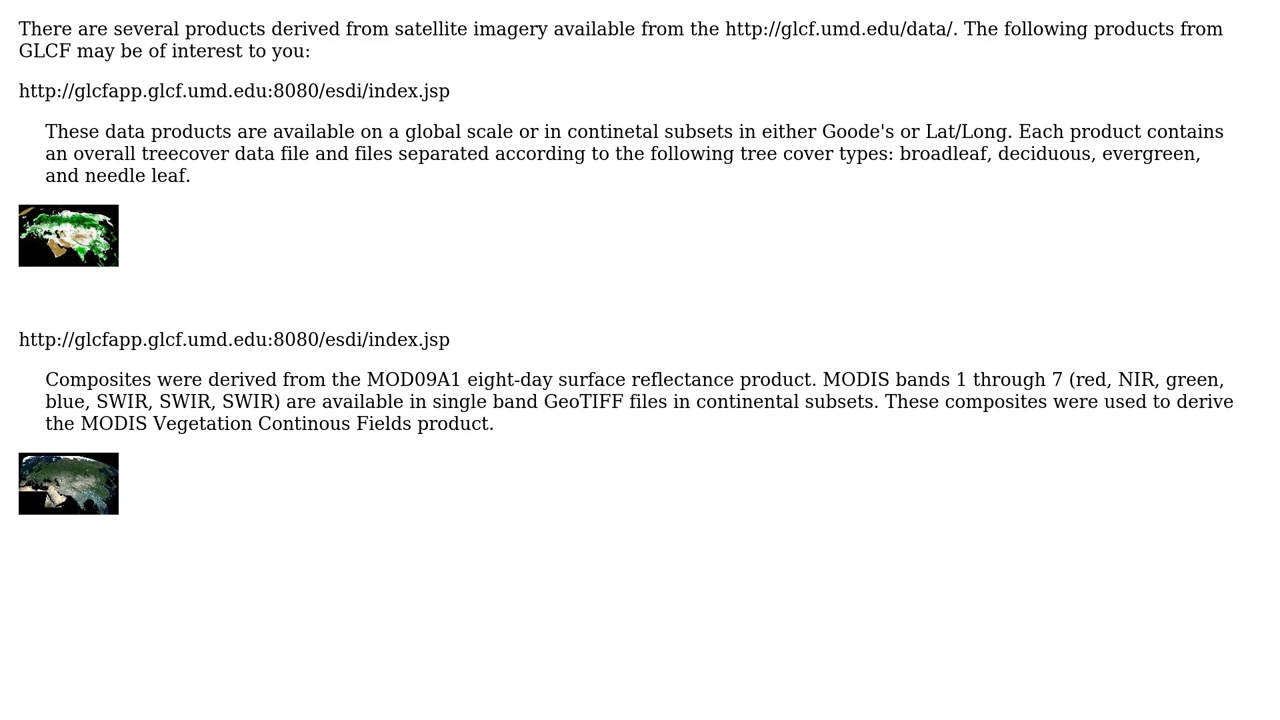 There are several products derived from satellite imagery available from the http://glcf.umd.edu/data/. The following products from
GLCF may be of interest to you:
http://glcfapp.glcf.umd.edu:8080/esdi/index.jsp
These data products are available on a global scale or in continetal subsets in either Goode's or Lat/Long. Each product contains
an overall treecover data file and files separated according to the following tree cover types: broadleaf, deciduous, evergreen,
and needle leaf.
http://glcfapp.glcf.umd.edu:8080/esdi/index.jsp
Composites were derived from the MOD09A1 eight-day surface reflectance product. MODIS bands 1 through 7 (red, NIR, green,
blue, SWIR, SWIR, SWIR) are available in single band GeoTIFF files in continental subsets. These composites were used to derive
the MODIS Vegetation Continous Fields product.